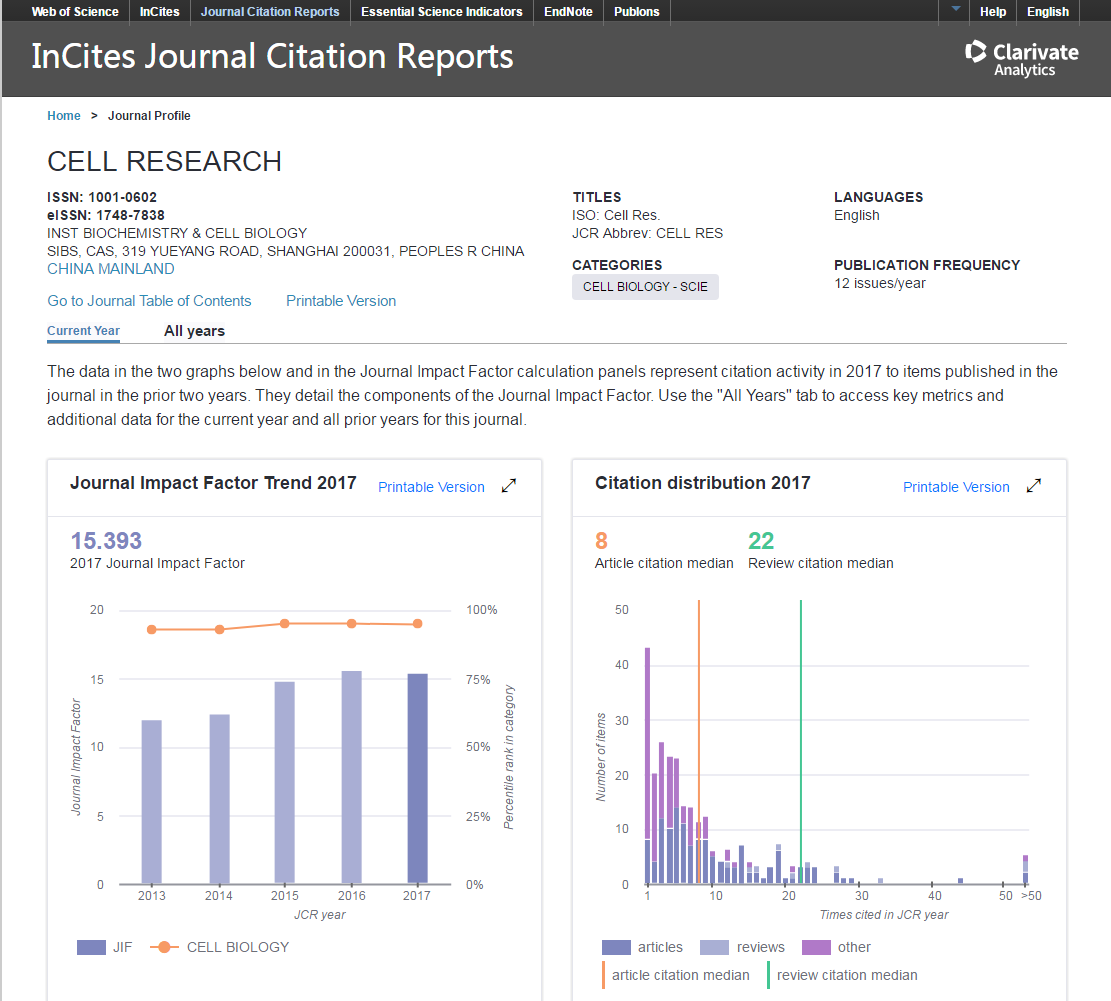 Web of Science InCites Journal Citation Reports Essential Science Indicators EndNote Publons Help English
InCites Journal Citation Reports
Clarivate
Analytics
Home > Journal Profile
CELL RESEARCH
ISSN: 1001-0602
eISSN: 1748-7838
INST BIOCHEMISTRY & CELL BIOLOGY
SIBS, CAS, 319 YUEYANG ROAD, SHANGHAI 200031, PEOPLES R CHINA
CHINA MAINLAND
Go to Journal Table of Contents Printable Version
TITLES
ISO: Cell Res.
JCR Abbrev: CELL RES
CATEGORIES
CELL BIOLOGY - SCIE
LANGUAGES
English
PUBLICATION FREQUENCY
12 issues/year
Current Year All years
The data in the two graphs below and in the Journal Impact Factor calculation panels represent citation activity in 2017 to items published in the
journal in the prior two years. They detail the components of the Journal Impact Factor. Use the "All Years" tab to access key metrics and
additional data for the current year and all prior years for this journal.
Journal Impact Factor Trend 2017 Printable Version
15.393
2017 Journal Impact Factor
20
15
10
5
0
Journal Impact Factor
100%
75%
50%
25%
0%
Percentile rank in category
2013 2014 2015 2016 2017
JCR year
JIF CELL BIOLOGY
Citation distribution 2017 Printable Version
8 22
Article citation median Review citation median
50
40
30
20
10
0
Number of items
1 10 20 30 40 50 >50
Times cited in JCR year
articles reviews other
article citation median review citation median